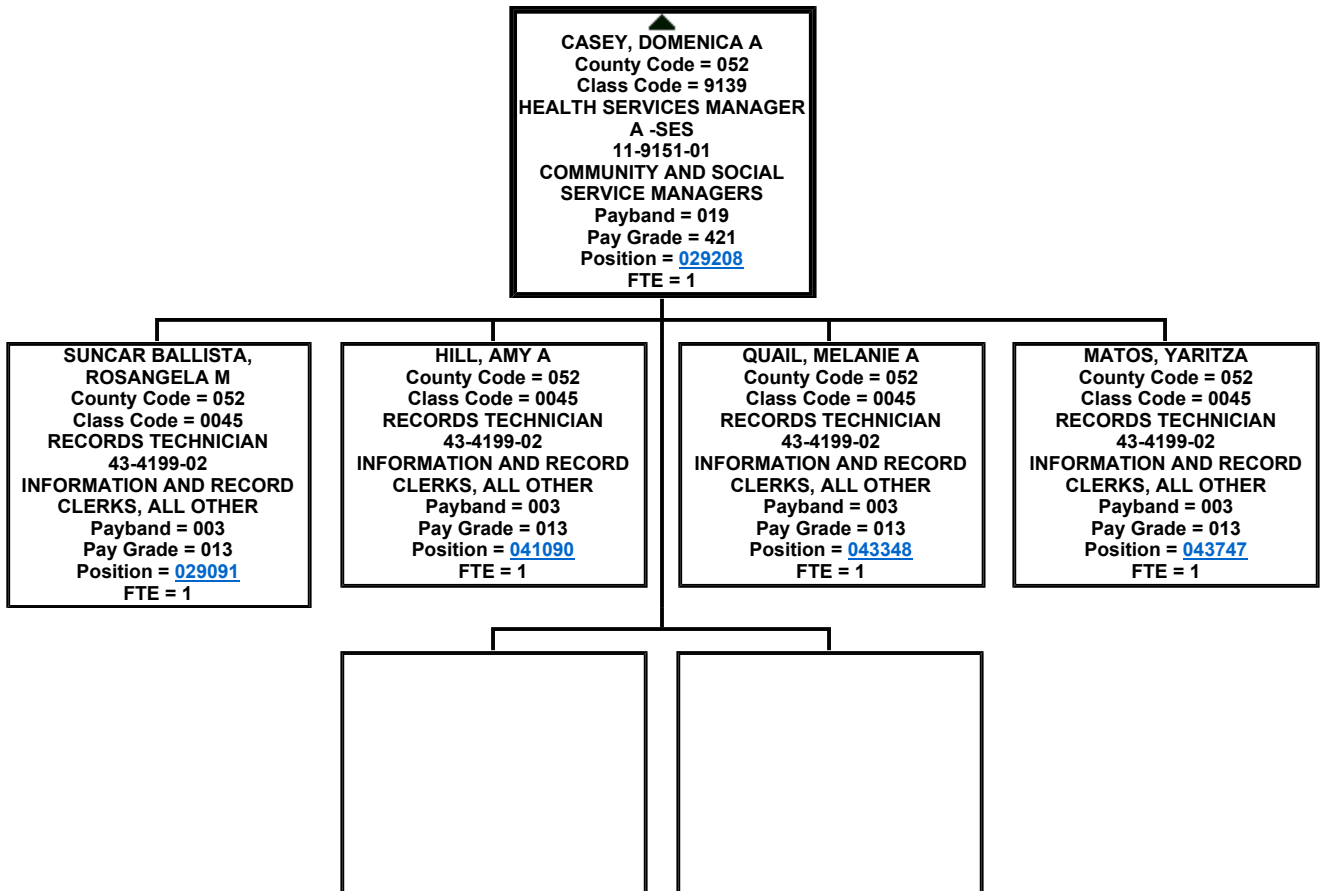 CASEY, DOMENICA A
County Code = 052
Class Code = 9139
HEALTH SERVICES MANAGER
A -SES
11-9151-01
COMMUNITY AND SOCIAL
SERVICE MANAGERS
Payband = 019
Pay Grade = 421
Position = 029208
FTE = 1
SUNCAR BALLISTA,
ROSANGELA M
County Code = 052
Class Code = 0045
RECORDS TECHNICIAN
43-4199-02
INFORMATION AND RECORD
CLERKS, ALL OTHER
Payband = 003
Pay Grade = 013
Position = 029091
FTE = 1
HILL, AMY A
County Code = 052
Class Code = 0045
RECORDS TECHNICIAN
43-4199-02
INFORMATION AND RECORD
CLERKS, ALL OTHER
Payband = 003
Pay Grade = 013
Position = 041090
FTE = 1
QUAIL, MELANIE A
County Code = 052
Class Code = 0045
RECORDS TECHNICIAN
43-4199-02
INFORMATION AND RECORD
CLERKS, ALL OTHER
Payband = 003
Pay Grade = 013
Position = 043348
FTE = 1
MATOS, YARITZA
County Code = 052
Class Code = 0045
RECORDS TECHNICIAN
43-4199-02
INFORMATION AND RECORD
CLERKS, ALL OTHER
Payband = 003
Pay Grade = 013
Position = 043747
FTE = 1